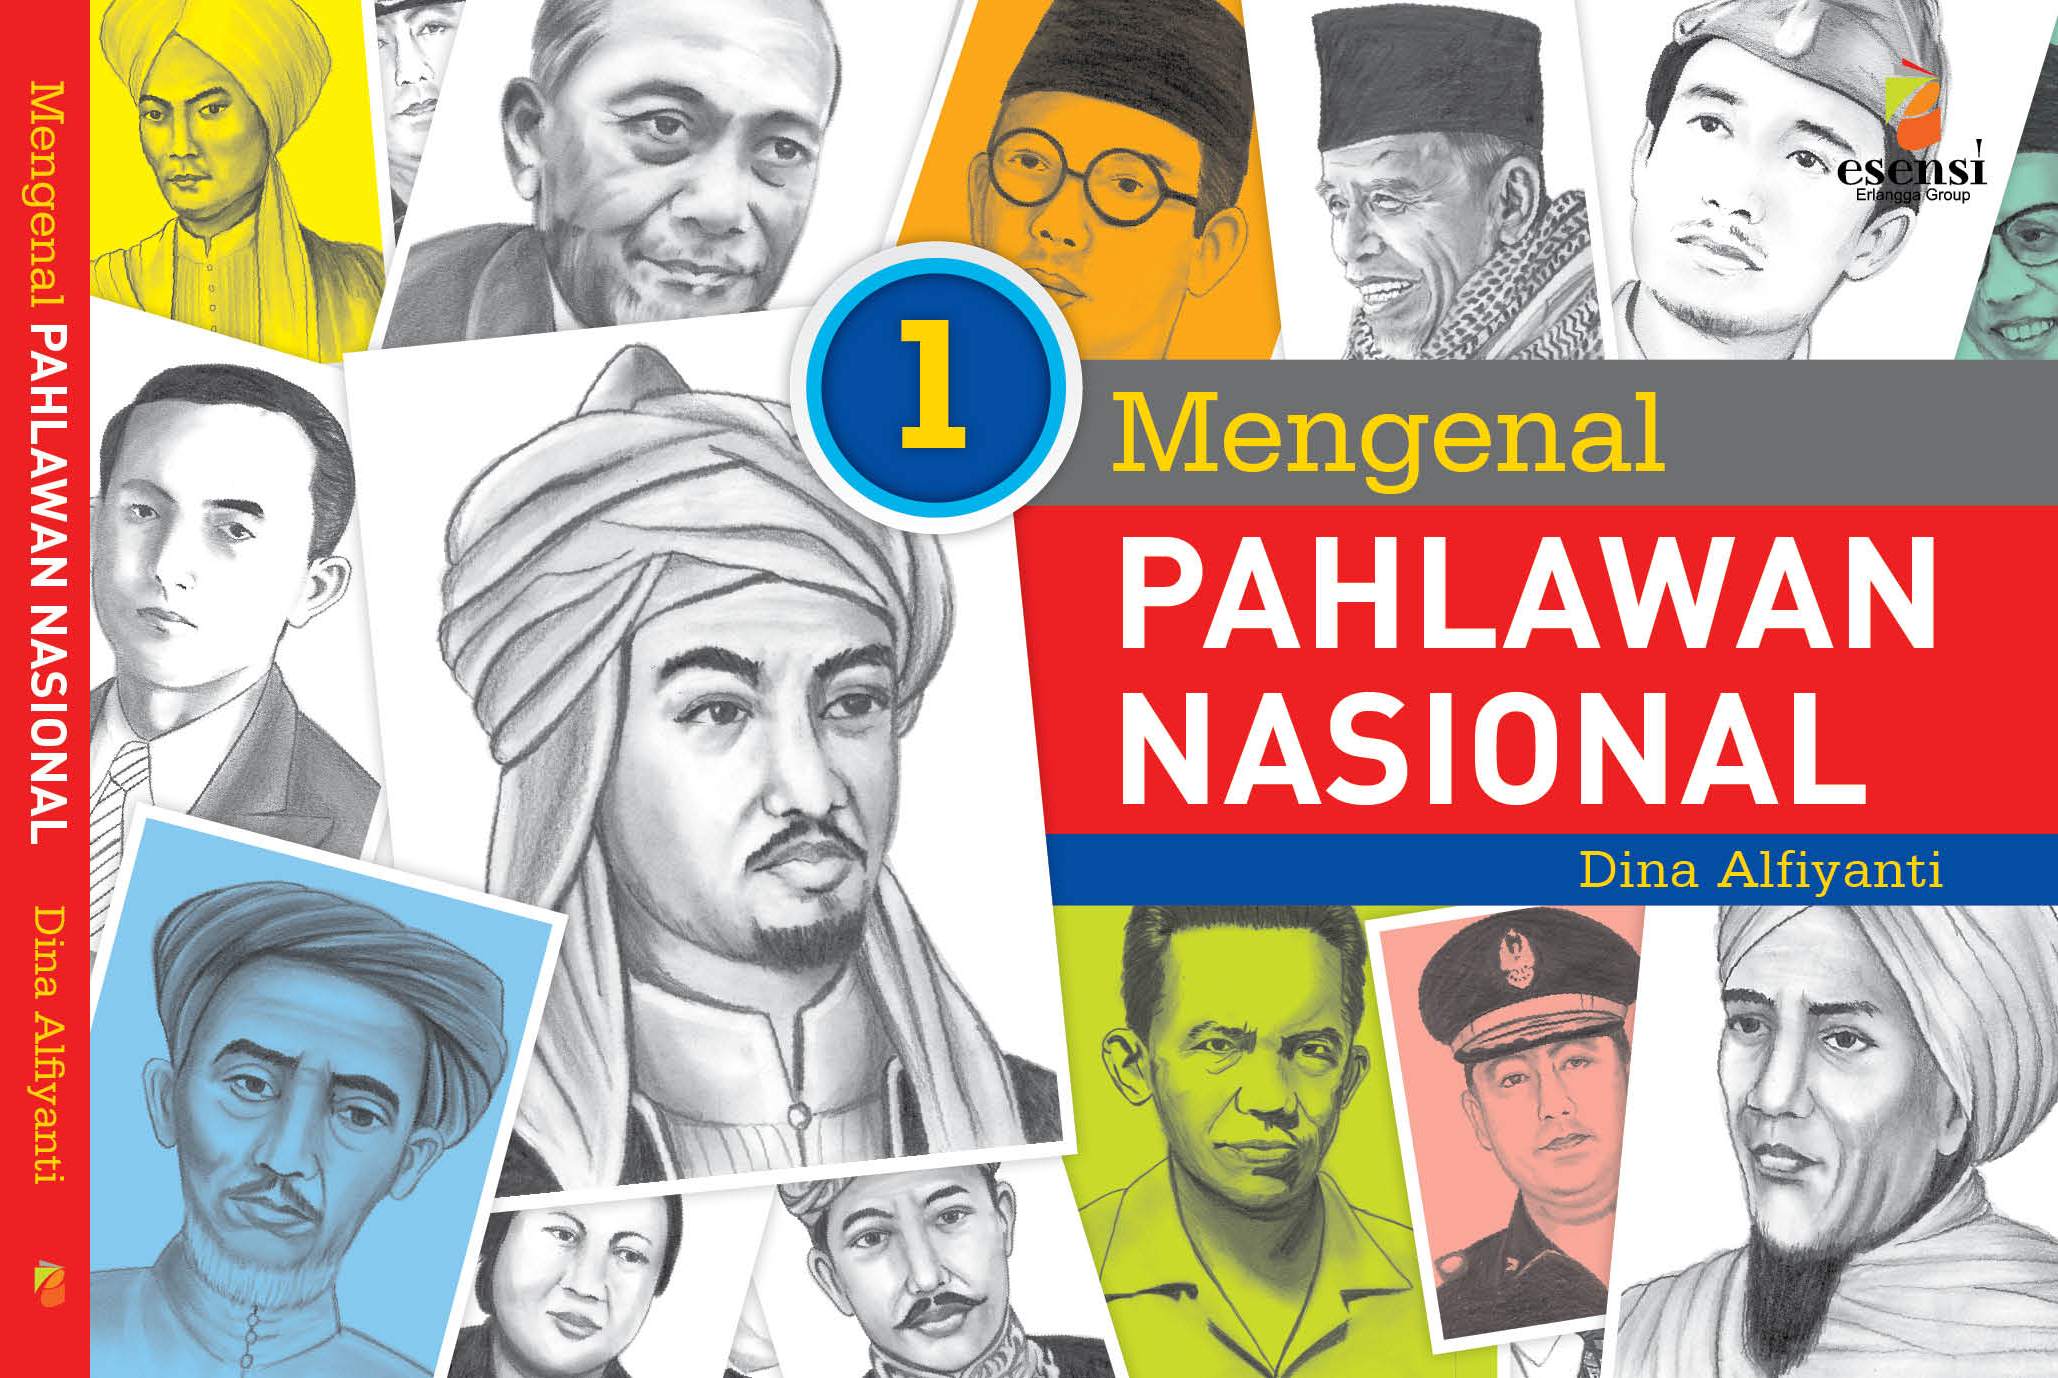 Mengenal PAHLAWAN NASIONAL Dina Alfiyanti
esensi
Erlangga Group
1
Mengenal
PAHLAWAN
NASIONAL
Dina Alfiyanti